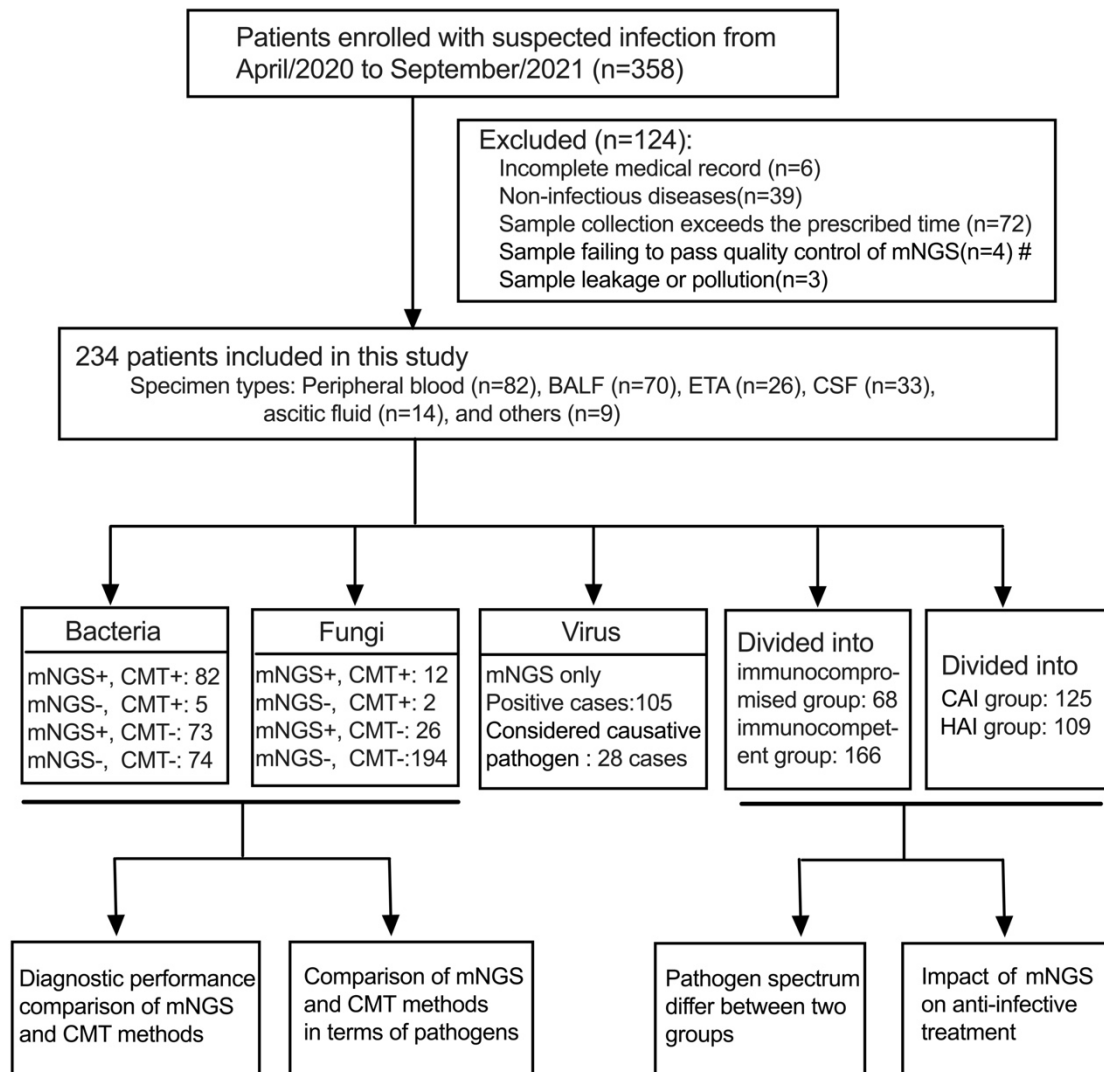 Patients enrolled with suspected infection from
April/2020 to September/2021 (n=358)
Excluded (n=124):
Incomplete medical record (n=6)
Non-infectious diseases(n=39)
Sample collection exceeds the prescribed time (n=72)
Sample failing to pass quality control of mNGS(n=4) #
Sample leakage or pollution(n=3)
234 patients included in this study
Specimen types: Peripheral blood (n=82), BALF (n=70), ETA (n=26), CSF (n=33),
ascitic fluid (n=14), and others (n=9)
Bacteria
mNGS+, CMT+: 82
mNGS-, CMT+: 5
mNGS+, CMT-: 73
mNGS-, CMT-: 74
Fungi
mNGS+, CMT+: 12
mNGS-, CMT+: 2
mNGS+, CMT-: 26
mNGS-, CMT-:194
Virus
mNGS only
Positive cases:105
Considered causative
pathogen : 28 cases
Divided into
immunocompro-
mised group: 68
immunocompet-
ent group: 166
Divided into
CAI group: 125
HAI group: 109
Diagnostic performance
comparison of mNGS
and CMT methods
Comparison of mNGS
and CMT methods
in terms of pathogens
Pathogen spectrum
differ between two
groups
Impact of mNGS
on anti-infective
treatment